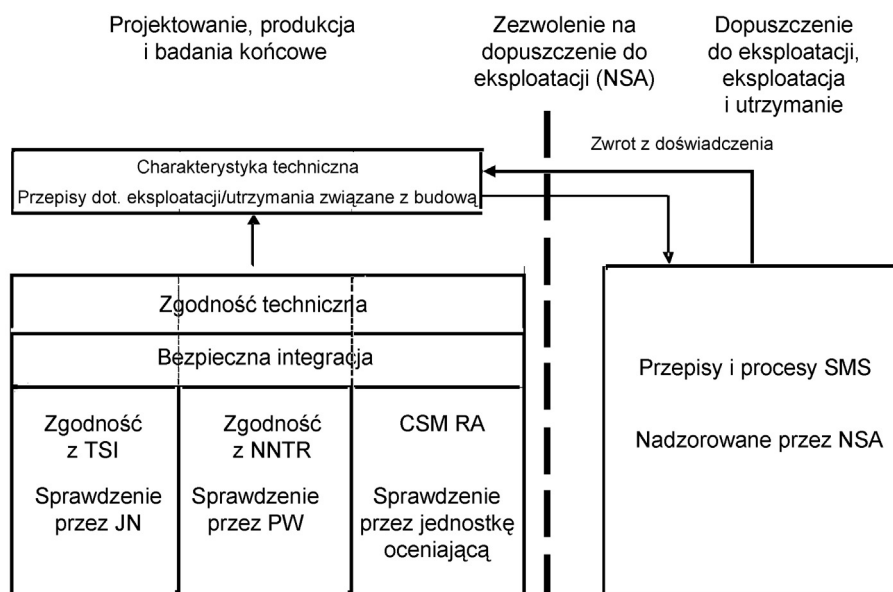 Projektowanie, produkcja
i badania końcowe
Zezwolenie na
dopuszczenie do
eksploatacji (NSA)
Dopuszczenie
do eksploatacji,
eksploatacja
i utrzymanie
Zwrot z doświadczenia
Charakterystyka techniczna
Przepisy dot. eksploatacji/utrzymania związane z budową
Zgodność techniczna
Bezpieczna integracja
Zgodność
z TSI
Sprawdzenie
przez JN
Zgodność
z NNTR
Sprawdzenie
przez PW
CSM RA
Sprawdzenie
przez jednostkę
oceniającą
Przepisy i procesy SMS
Nadzorowane przez NSA